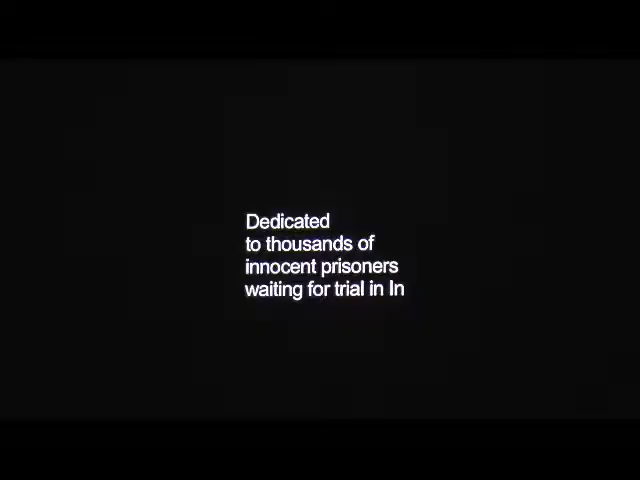 Dedicated
to thousands of
innocent prisoners
waiting for trial in In